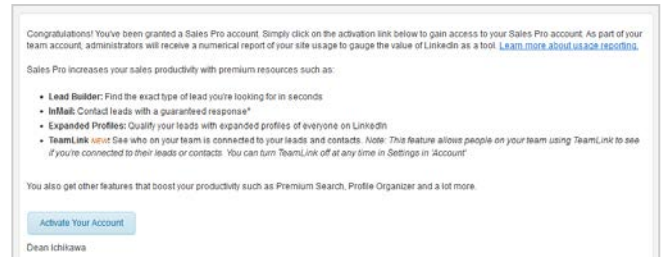 Congratulations! You've been granted a Sales Pro account. Simply click on the activation link below to gain access to your Sales Pro account. As part of your
team account, administrators will receive a numerical report of your site usage to gauge the value of LinkedIn as a tool. Learn more about usage reporting.
Sales Pro increases your sales productivity with premium resources such as:
• Lead Builder: Find the exact type of lead you're looking for in seconds
• InMail: Contact leads with a guaranteed response*
• Expanded Profiles: Qualify your leads with expanded profiles of everyone on LinkedIn
• TeamLink NEW! See who on your team is connected to your leads and contacts. Note: This feature allows people on your team using TeamLink to see
if you're connected to their leads or contacts. You can turn TeamLink off at any time in Settings in 'Account'
You also get other features that boost your productivity such as Premium Search, Profile Organizer and a lot more.
Activate Your Account
Dean Ichikawa